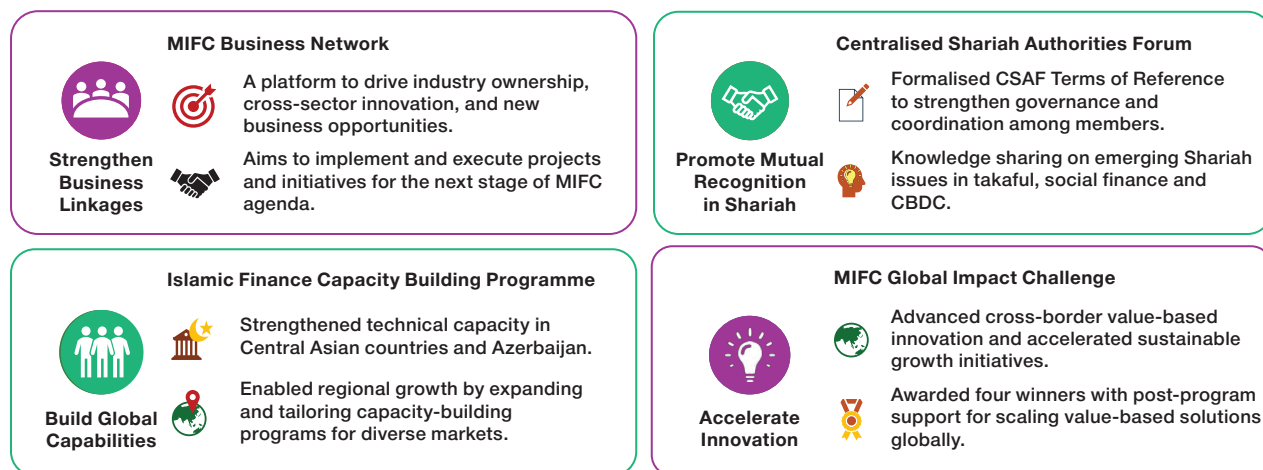 MIFC Business Network
Strengthen
Business
Linkages
A platform to drive industry ownership,
cross-sector innovation, and new
business opportunities.
Aims to implement and execute projects
and initiatives for the next stage of MIFC
agenda.
Centralised Shariah Authorities Forum
Promote Mutual
Recognition
in Shariah
Formalised CSAF Terms of Reference
to strengthen governance and
coordination among members.
Knowledge sharing on emerging Shariah
issues in takaful, social finance and
CBDC.
Islamic Finance Capacity Building Programme
Build Global
Capabilities
Strengthened technical capacity in
Central Asian countries and Azerbaijan.
Enabled regional growth by expanding
and tailoring capacity-building
programs for diverse markets.
MIFC Global Impact Challenge
Accelerate
Innovation
Advanced cross-border value-based
innovation and accelerated sustainable
growth initiatives.
Awarded four winners with post-program
support for scaling value-based solutions
globally.